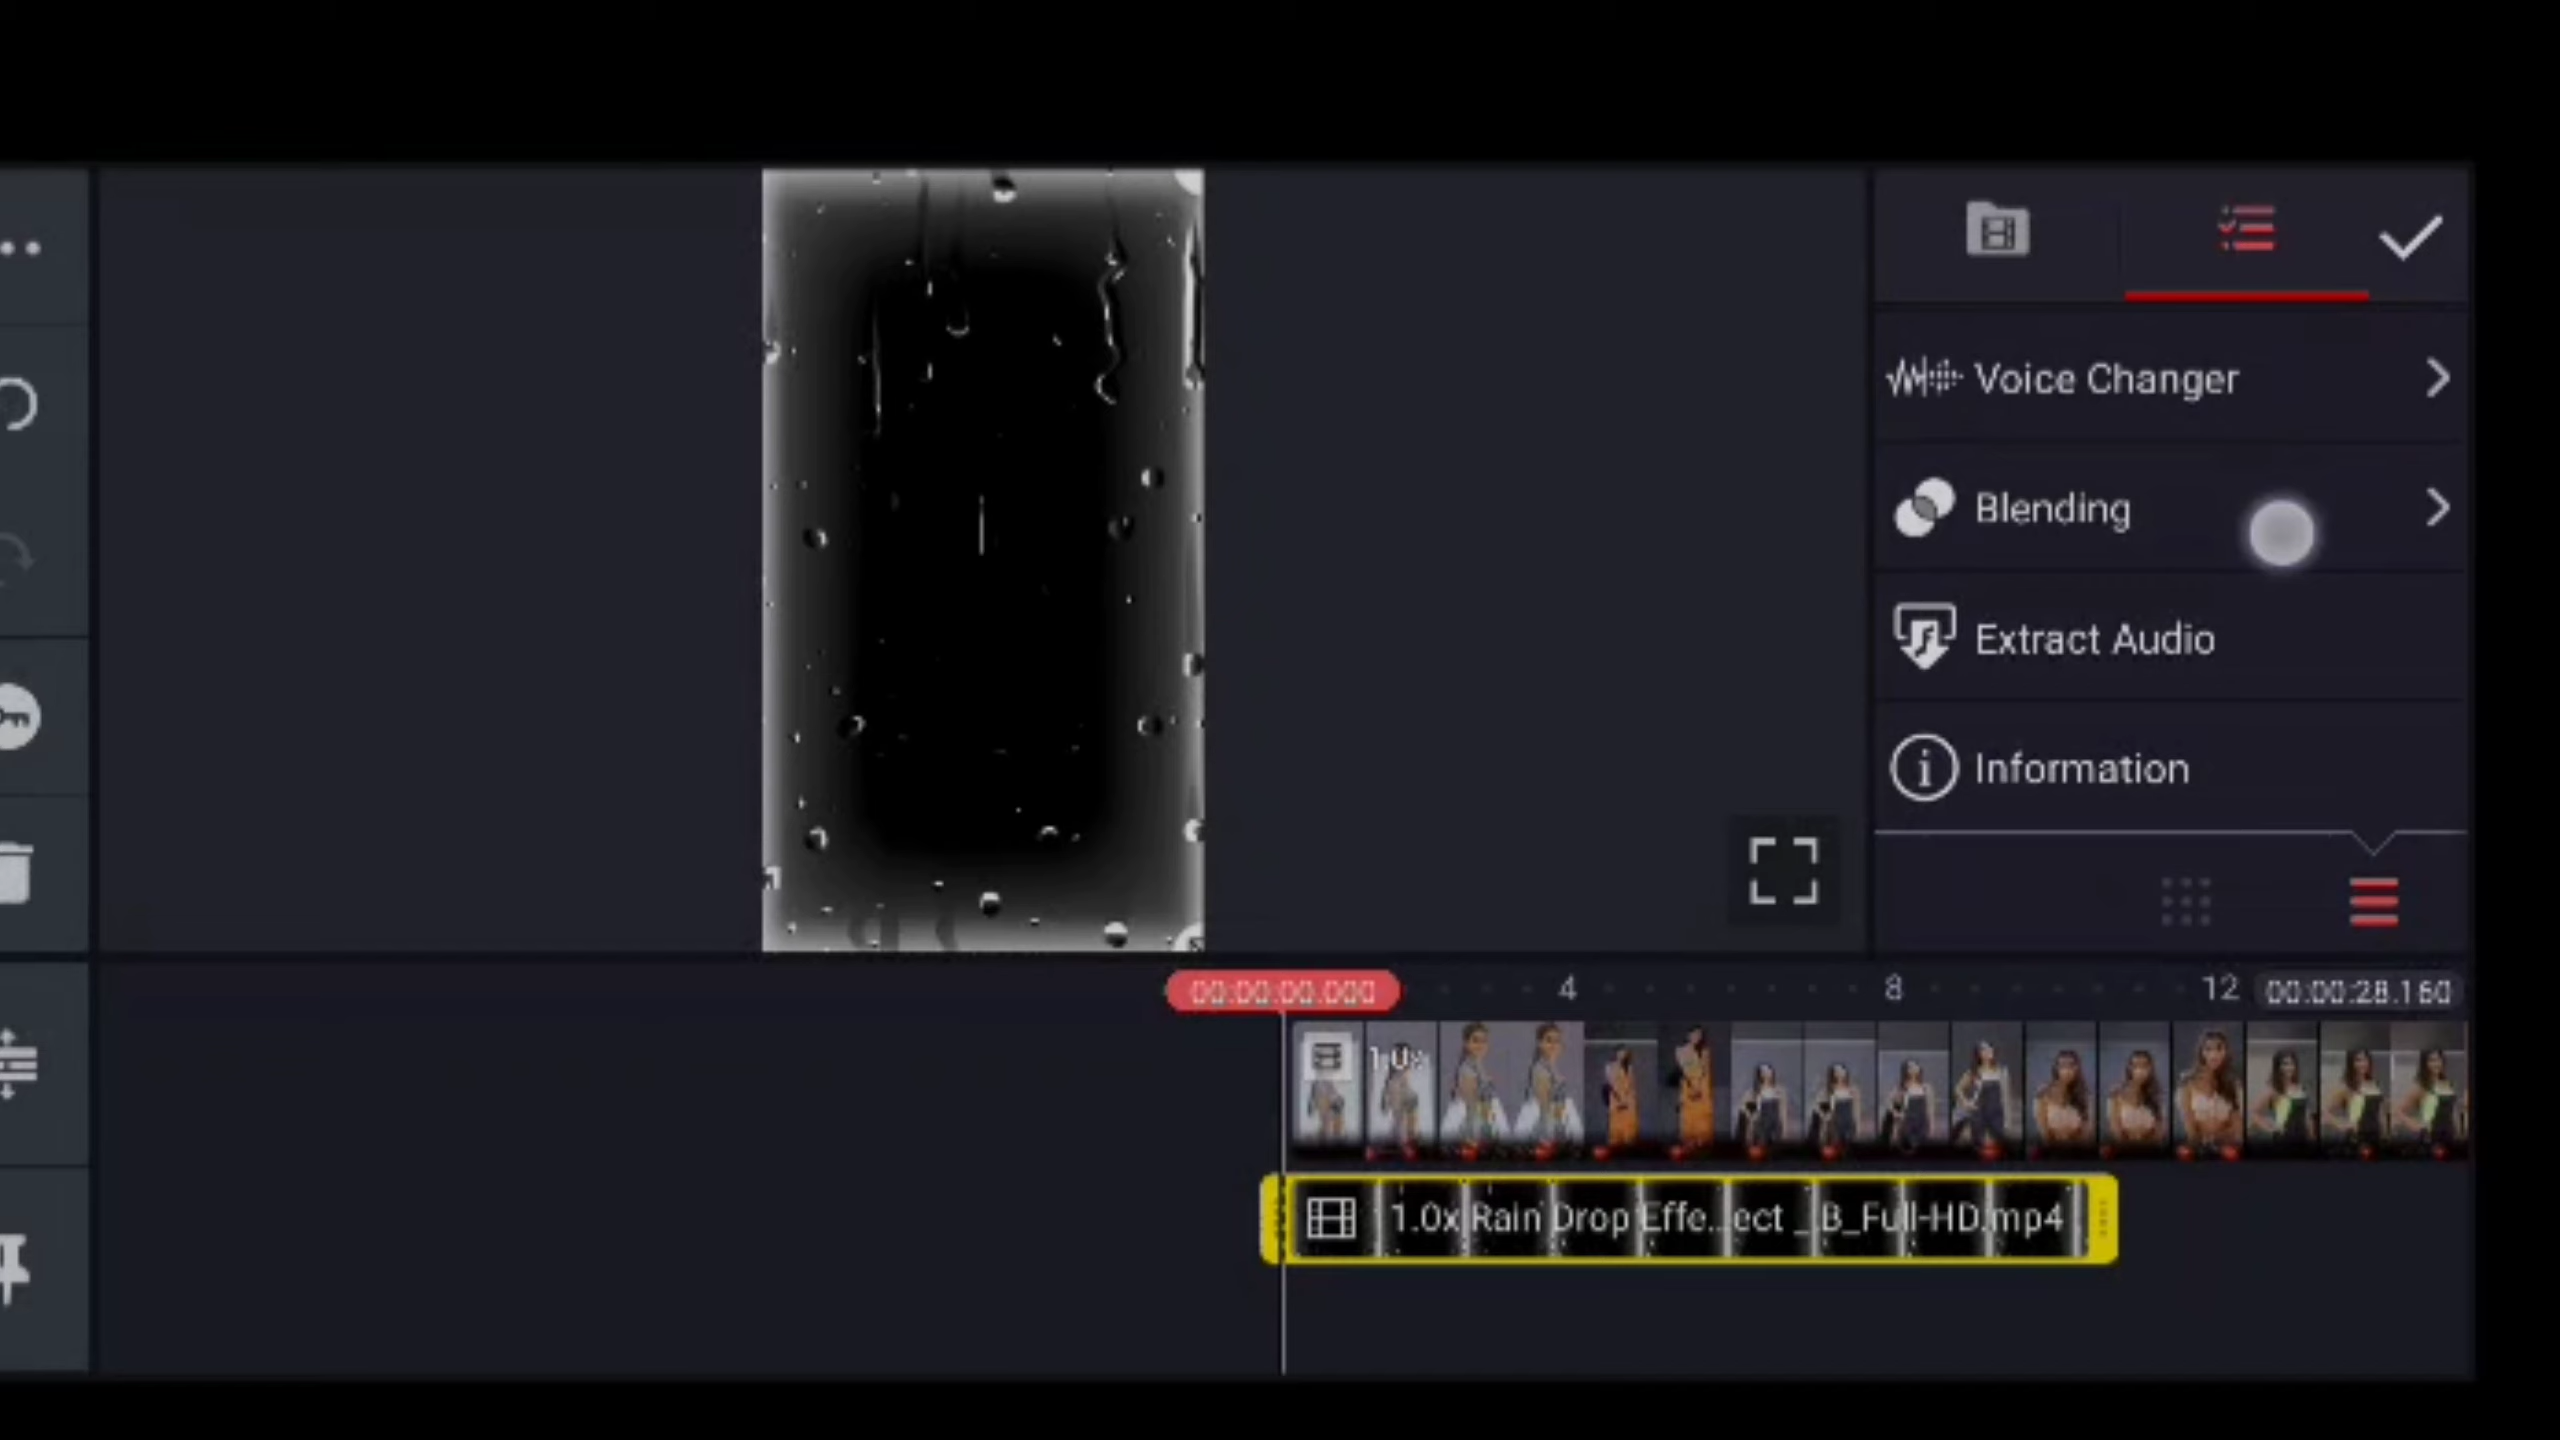 Voice Changer
Blending
Extract Audio
Information
00:00:00.000 4 8 12 00:00:28.160
1.0x
1.0x Rain Drop Effe...ect _ B_Full-HD.mp4